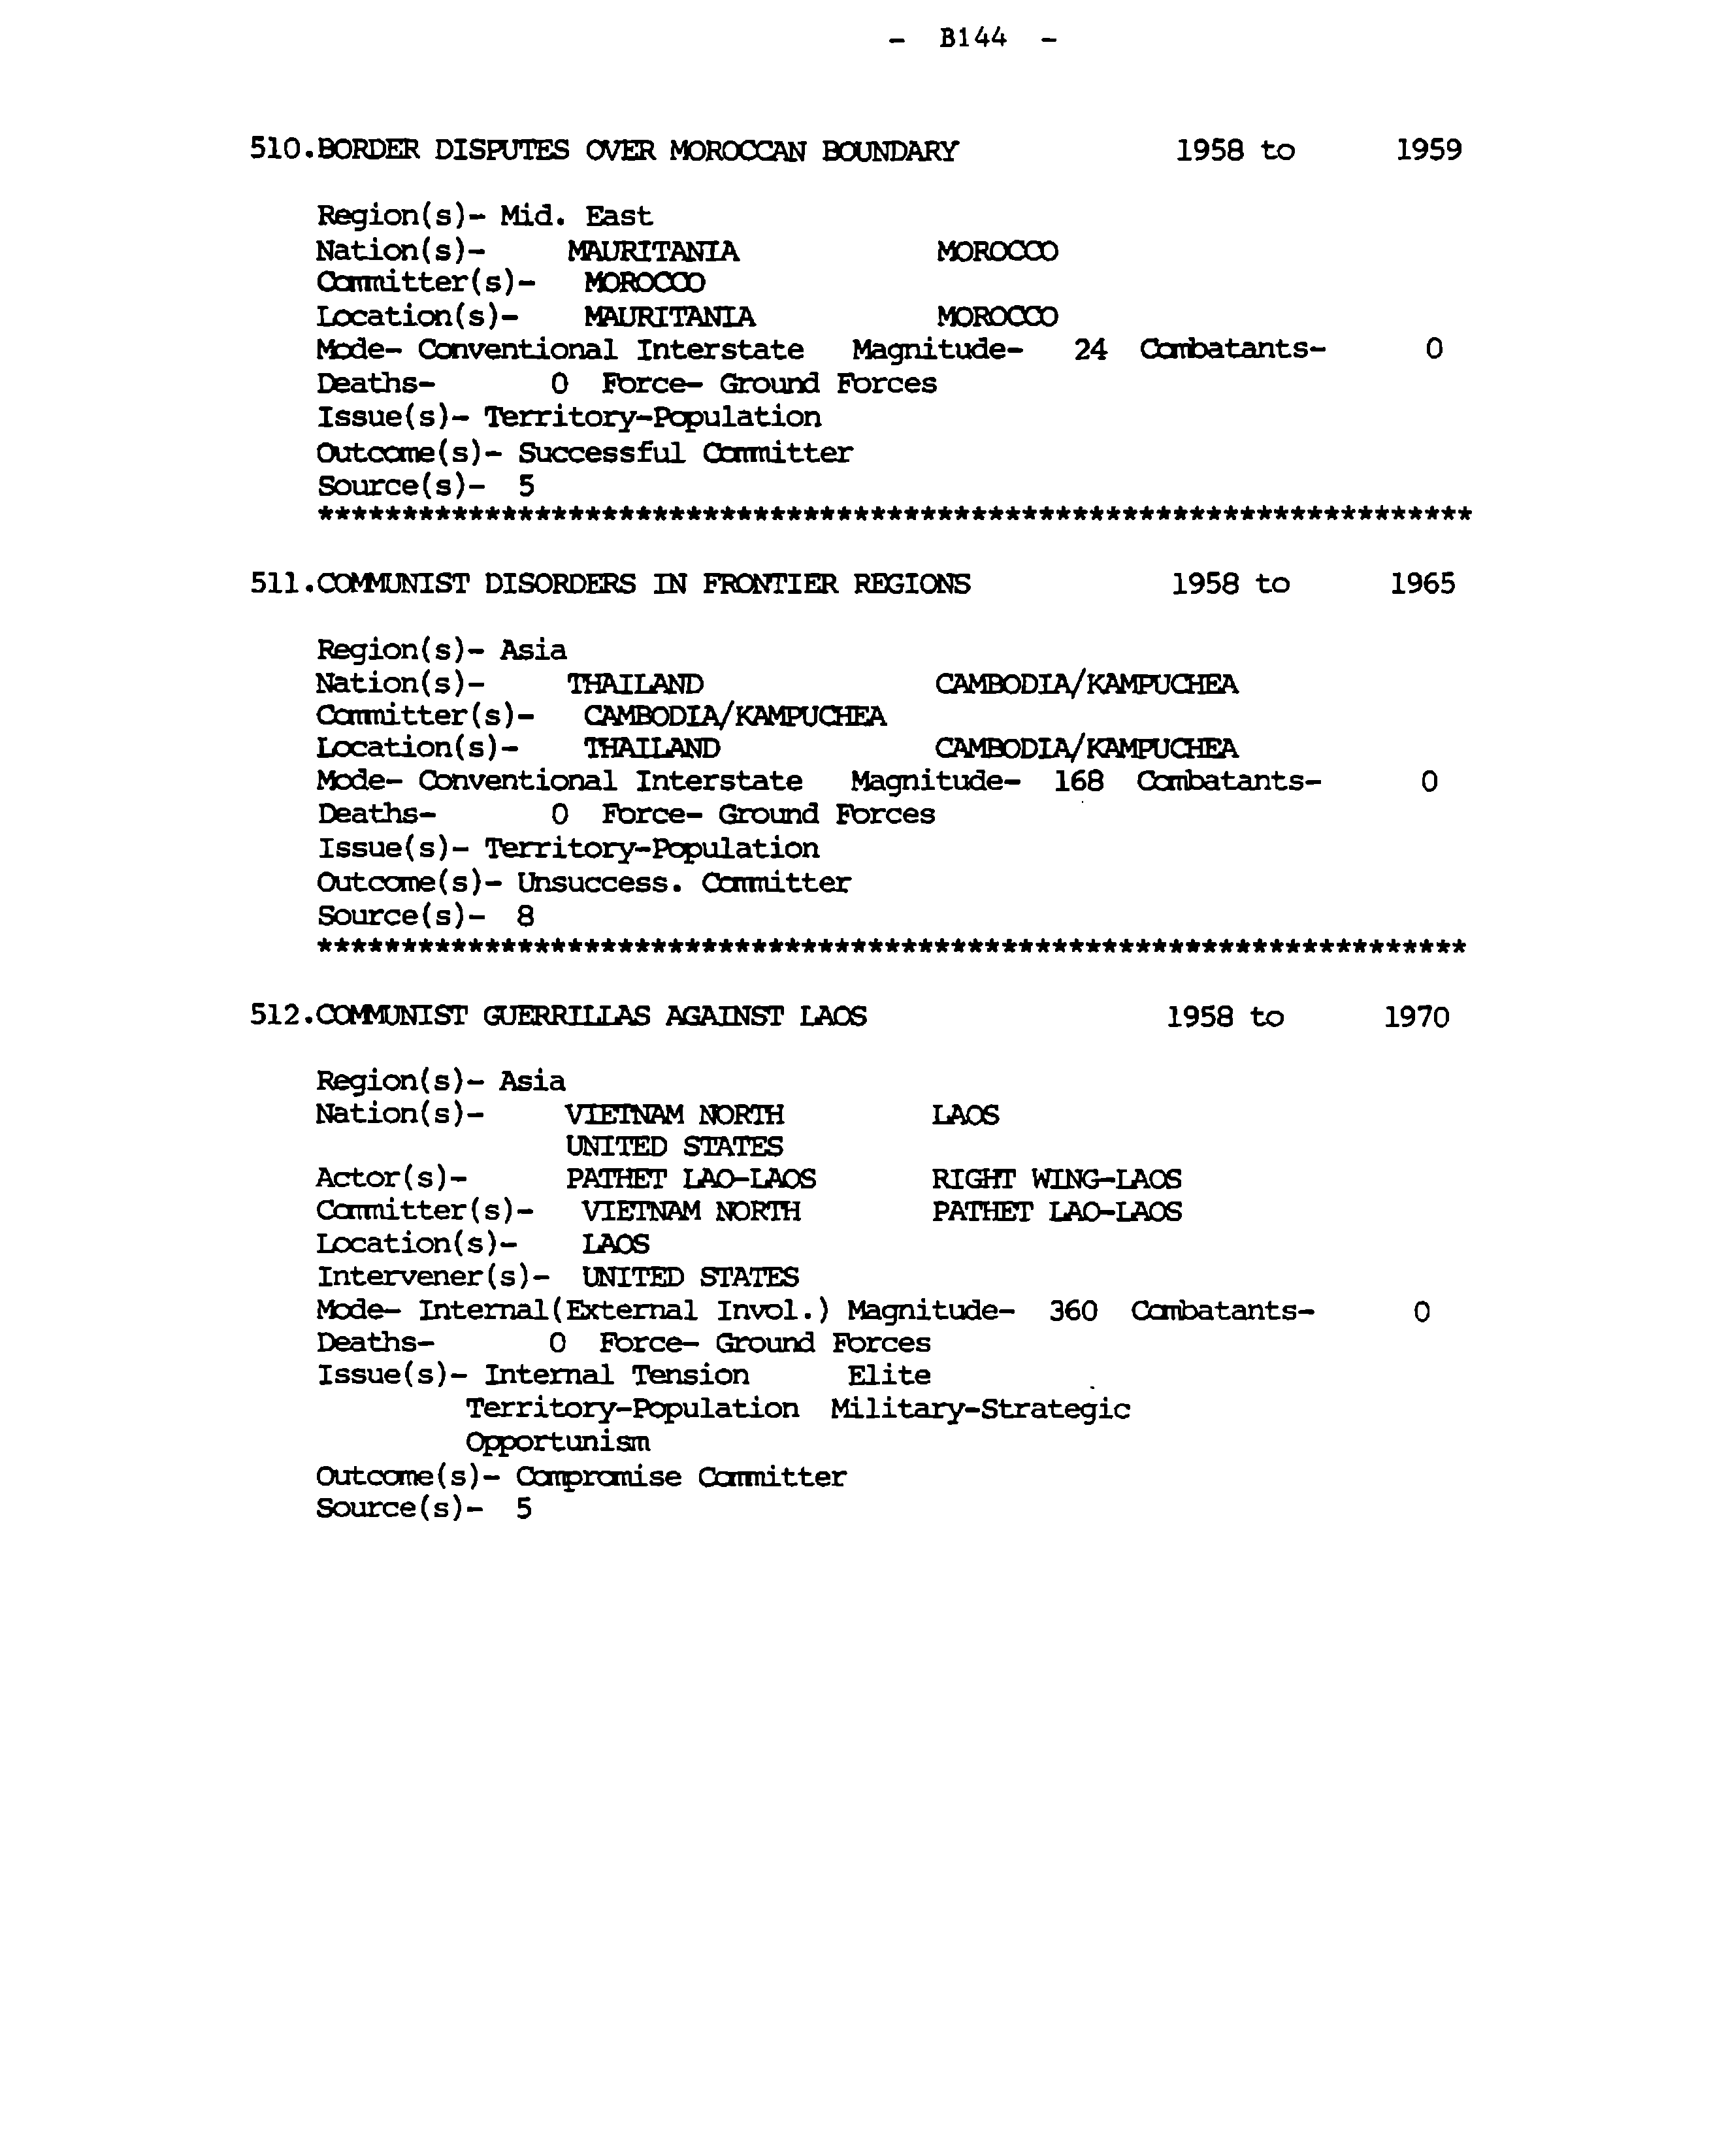 - B144 -
510.BORDER DISPUTES OVER MOROCCAN BOUNDARY 1958 to 1959
Region(s)- Mid. East
Nation(s)- MAURITANIA MOROCCO
Committer(s)- MOROCCO
Location(s)- MAURITANIA MOROCCO
Mode- Conventional Interstate Magnitude- 24 Combatants- 0
Deaths- 0 Force- Ground Forces
Issue(s)- Territory-Population
Outcome(s)- Successful Committer
Source(s)- 5
*********************************************************************
511.COMMUNIST DISORDERS IN FRONTIER REGIONS 1958 to 1965
Region(s)- Asia
Nation(s)- THAILAND CAMBODIA/KAMPUCHEA
Committer(s)- CAMBODIA/KAMPUCHEA
Location(s)- THAILAND CAMBODIA/KAMPUCHEA
Mode- Conventional Interstate Magnitude- 168 Combatants- 0
Deaths- 0 Force- Ground Forces
Issue(s)- Territory-Population
Outcome(s)- Unsuccess. Committer
Source(s)- 8
*********************************************************************
512.COMMUNIST GUERRILLAS AGAINST LAOS 1958 to 1970
Region(s)- Asia
Nation(s)- VIETNAM NORTH LAOS
UNITED STATES
Actor(s)- PATHET LAO-LAOS RIGHT WING-LAOS
Committer(s)- VIETNAM NORTH PATHET LAO-LAOS
Location(s)- LAOS
Intervener(s)- UNITED STATES
Mode- Internal(External Invol.) Magnitude- 360 Combatants- 0
Deaths- 0 Force- Ground Forces
Issue(s)- Internal Tension Elite
Territory-Population Military-Strategic
Opportunism
Outcome(s)- Compromise Committer
Source(s)- 5